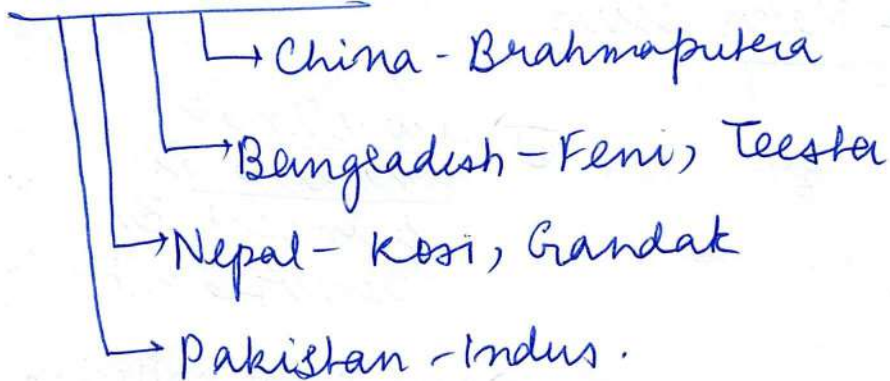 China - Brahmaputera
Bangladesh - Feni, Teesta
Nepal - Kosi, Gandak
Pakistan - Indus.